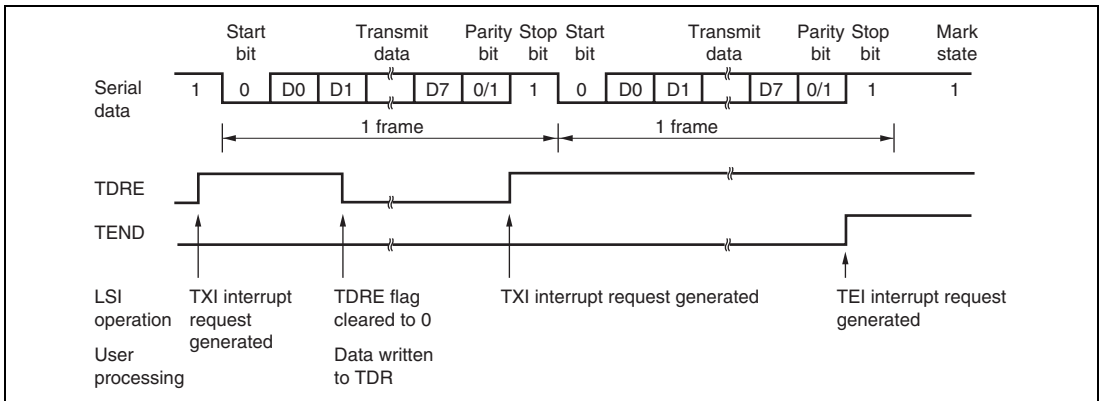 Start bit Transmit data Parity bit Stop bit Start bit Transmit data Parity bit Stop bit Mark state
Serial data 1 0 D0 D1 D7 0/1 1 0 D0 D1 D7 0/1 1 1
1 frame 1 frame
TDRE
TEND
LSI operation TXI interrupt request generated TDRE flag cleared to 0 TXI interrupt request generated TEI interrupt request generated
User processing Data written to TDR